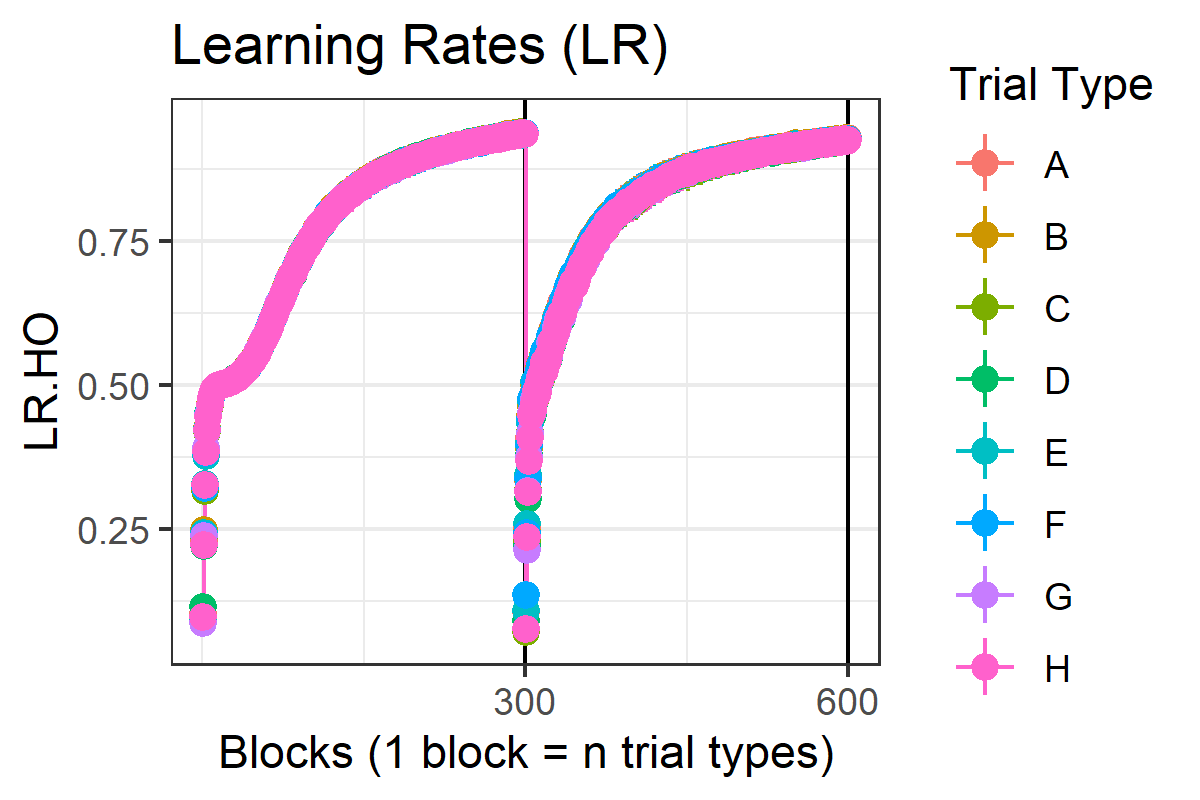 Learning Rates (LR)
LR.HO
0.75
0.50
0.25
300
600
Blocks (1 block = n trial types)
Trial Type
A
B
C
D
E
F
G
H